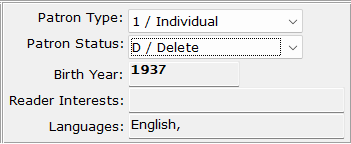 Patron Type: 1 / Individual
Patron Status: D / Delete
Birth Year: 1937
Reader Interests:
Languages: English,